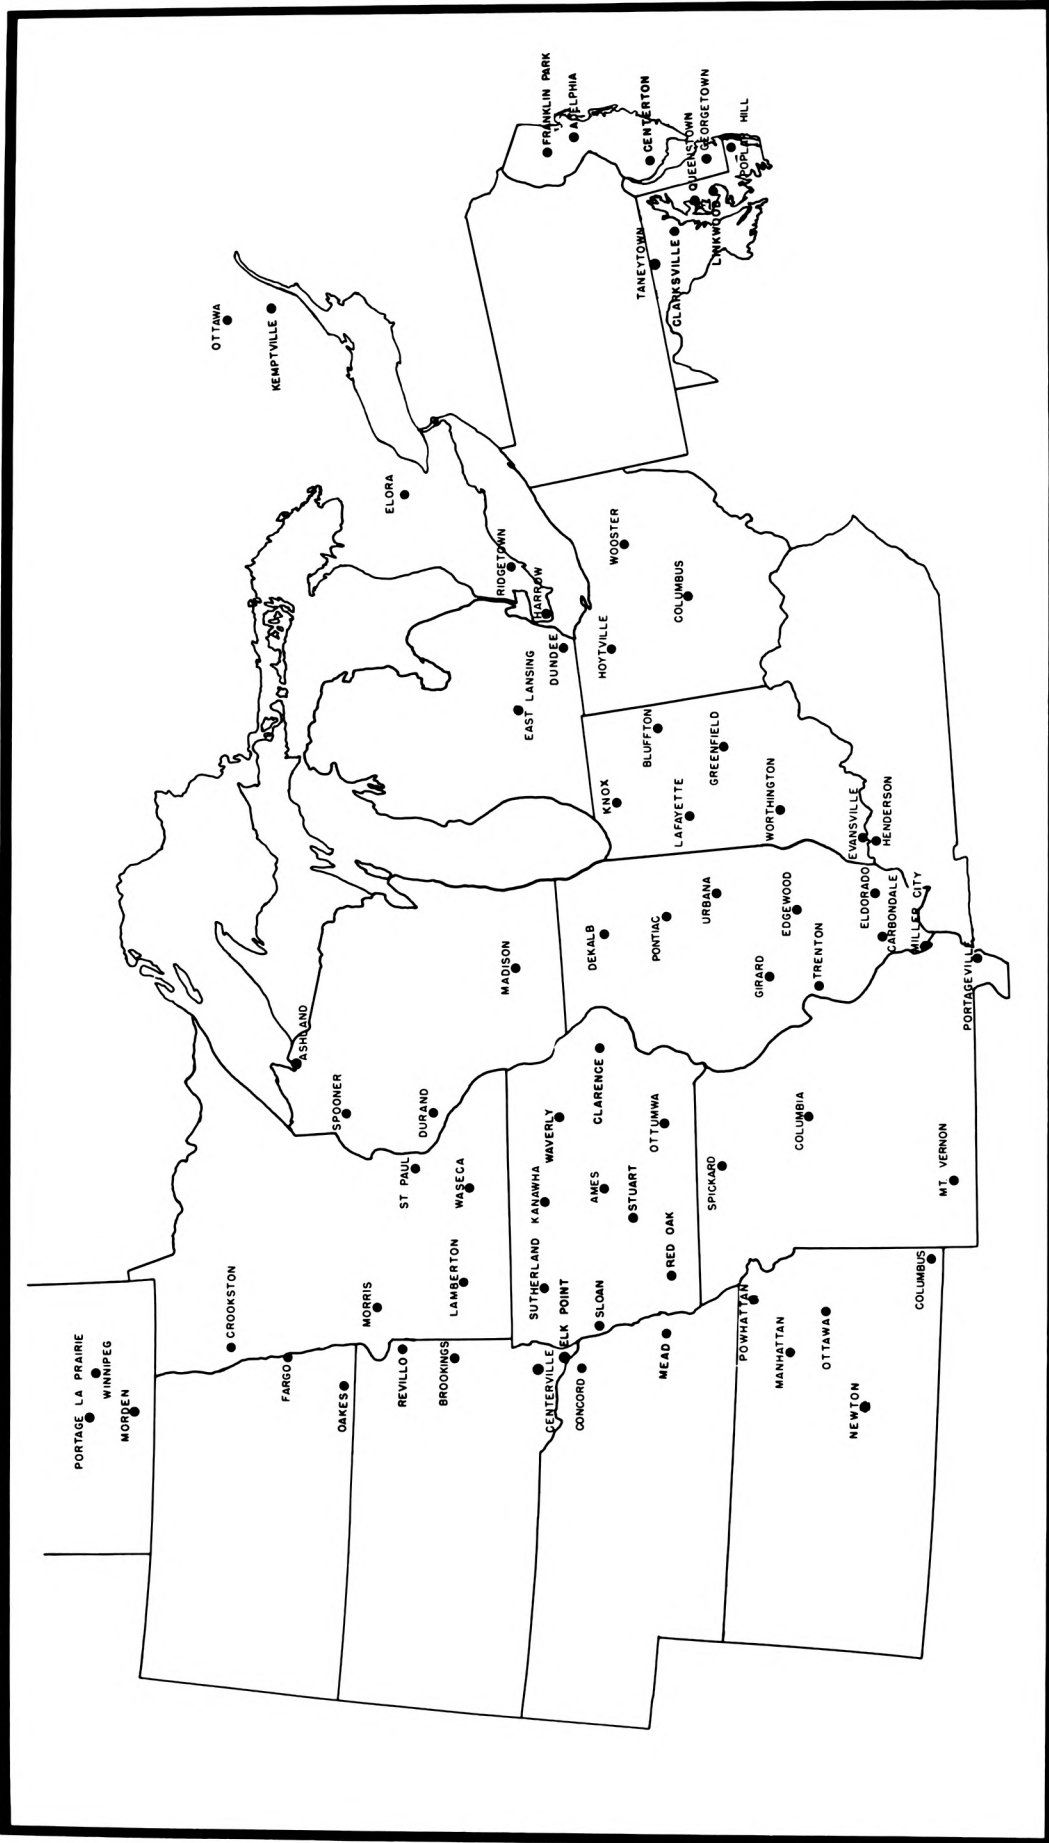 PORTAGE LA PRAIRIE
WINNIPEG
MORDEN
CROOKSTON
FARGO
OAKES
MORRIS
REVILLO
BROOKINGS
ST PAUL
WASECA
LAMBERTON
ASHLAND
SPOONER
DURAND
MADISON
SUTHERLAND
KANAWHA
WAVERLY
CENTERVILLE
ELK POINT
CONCORD
SLOAN
AMES
CLARENCE
STUART
OTTUMWA
RED OAK
MEAD
SPICKARD
COLUMBIA
MT. VERNON
PORTAGEVILLE
POWHATTAN
MANHATTAN
OTTAWA
NEWTON
COLUMBUS
DEKALB
PONTIAC
URBANA
GIRARD
EDGEWOOD
TRENTON
ELDORADO
CARBONDALE
MILLER CITY
KNOX
BLUFFTON
LAFAYETTE
GREENFIELD
WORTHINGTON
EVANSVILLE
HENDERSON
EAST LANSING
DUNDEE
HOYTVILLE
WOOSTER
COLUMBUS
HARROW
RIDGETOWN
ELORA
OTTAWA
KEMPTVILLE
FRANKLIN PARK
ADELPHIA
CENTERTON
QUEENSTOWN
GEORGETOWN
POPLAR HILL
LINKWOOD
TANEYTOWN
CLARKSVILLE